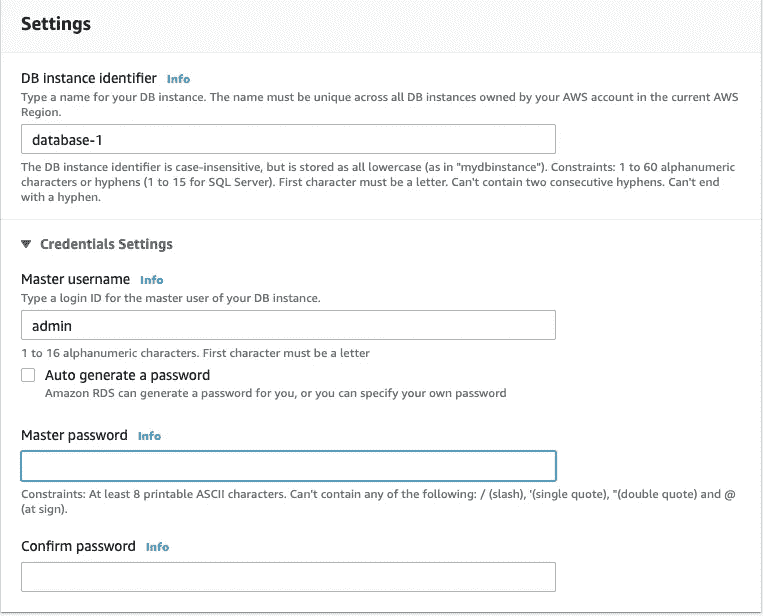 Settings
DB instance identifier Info
Type a name for your DB instance. The name must be unique across all DB instances owned by your AWS account in the current AWS
Region.
database-1
The DB instance identifier is case-insensitive, but is stored as all lowercase (as in "mydbinstance"). Constraints: 1 to 60 alphanumeric
characters or hyphens (1 to 15 for SQL Server). First character must be a letter. Can't contain two consecutive hyphens. Can't end
with a hyphen.
Credentials Settings
Master username Info
Type a login ID for the master user of your DB instance.
admin
1 to 16 alphanumeric characters. First character must be a letter
Auto generate a password
Amazon RDS can generate a password for you, or you can specify your own password
Master password Info
Constraints: At least 8 printable ASCII characters. Can't contain any of the following: / (slash), '(single quote), "(double quote) and @
(at sign).
Confirm password Info